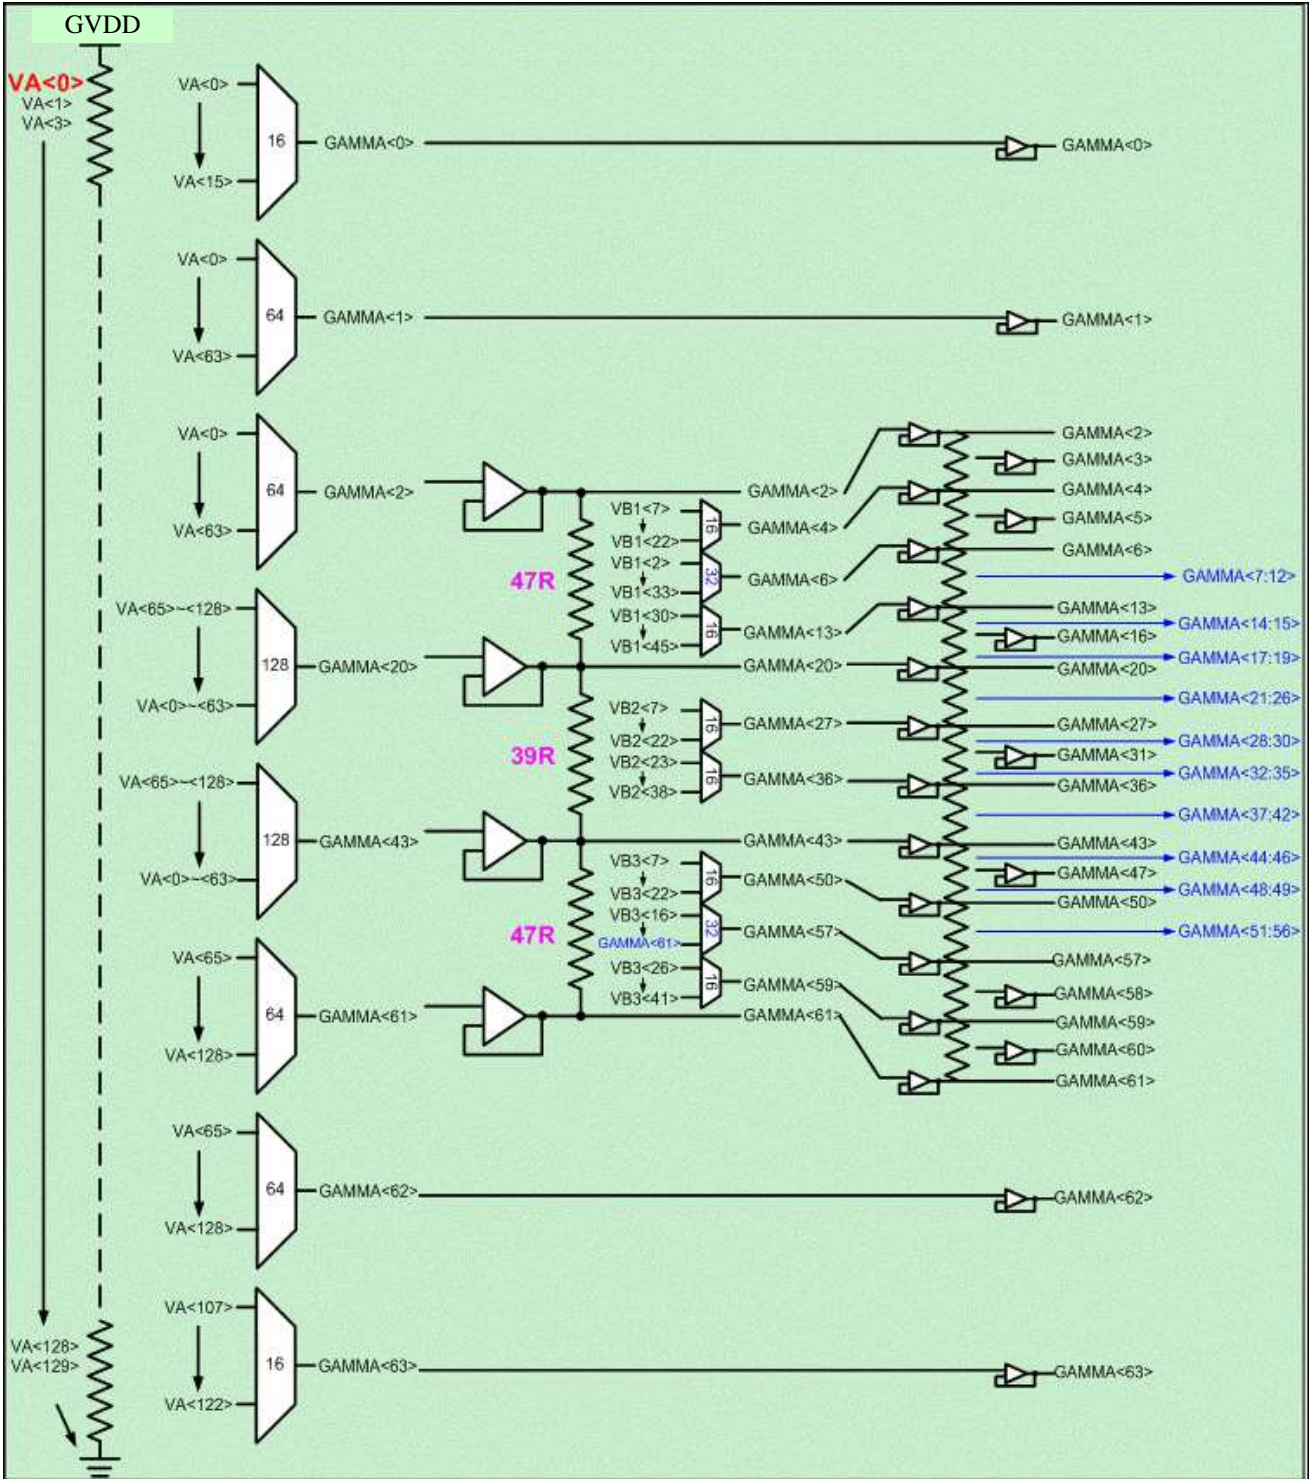 GVDD
VA<0>
VA<1>
VA<3>
VA<128>
VA<129>
VA<0>
VA<15>
16
GAMMA<0>
GAMMA<0>
VA<0>
VA<63>
64
GAMMA<1>
GAMMA<1>
VA<0>
VA<63>
64
GAMMA<2>
VA<65>~<128>
VA<0>~<63>
128
GAMMA<20>
VA<65>~<128>
VA<0>~<63>
128
GAMMA<43>
VA<65>
VA<128>
64
GAMMA<61>
47R
39R
47R
VB1<7>
VB1<22>
16
VB1<2>
VB1<33>
32
VB1<30>
VB1<45>
16
VB2<7>
VB2<22>
16
VB2<23>
VB2<38>
16
VB3<7>
VB3<22>
16
VB3<16>
GAMMA<61>
32
VB3<26>
VB3<41>
16
GAMMA<2>
GAMMA<4>
GAMMA<6>
GAMMA<13>
GAMMA<20>
GAMMA<27>
GAMMA<36>
GAMMA<43>
GAMMA<50>
GAMMA<57>
GAMMA<59>
GAMMA<61>
GAMMA<2>
GAMMA<3>
GAMMA<4>
GAMMA<5>
GAMMA<6>
GAMMA<7:12>
GAMMA<13>
GAMMA<14:15>
GAMMA<16>
GAMMA<17:19>
GAMMA<20>
GAMMA<21:26>
GAMMA<27>
GAMMA<28:30>
GAMMA<31>
GAMMA<32:35>
GAMMA<36>
GAMMA<37:42>
GAMMA<43>
GAMMA<44:46>
GAMMA<47>
GAMMA<48:49>
GAMMA<50>
GAMMA<51:56>
GAMMA<57>
GAMMA<58>
GAMMA<59>
GAMMA<60>
GAMMA<61>
VA<65>
VA<128>
64
GAMMA<62>
GAMMA<62>
VA<107>
VA<122>
16
GAMMA<63>
GAMMA<63>